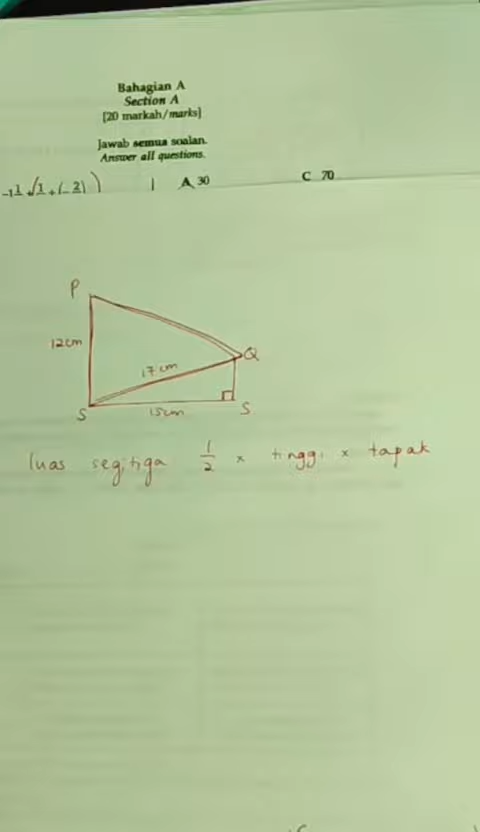 Bahagian A
Section A
[20 markah/marks]
Jawab semua soalan.
Answer all questions.
1 A 30 C 70
P
12cm
17cm
Q
S
15cm
S
luas segitiga 1/2 x tinggi x tapak